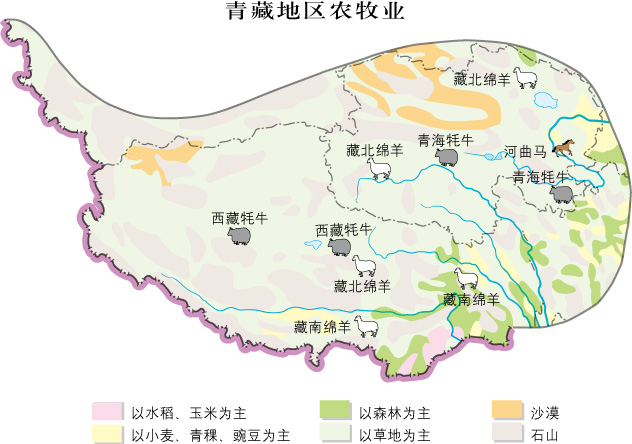 青藏地区农牧业
藏北绵羊
青海牦牛
河曲马
藏北绵羊
青海牦牛
西藏牦牛
西藏牦牛
藏北绵羊
藏南绵羊
藏南绵羊
以水稻、玉米为主
以森林为主
沙漠
以小麦、青稞、豌豆为主
以草地为主
石山